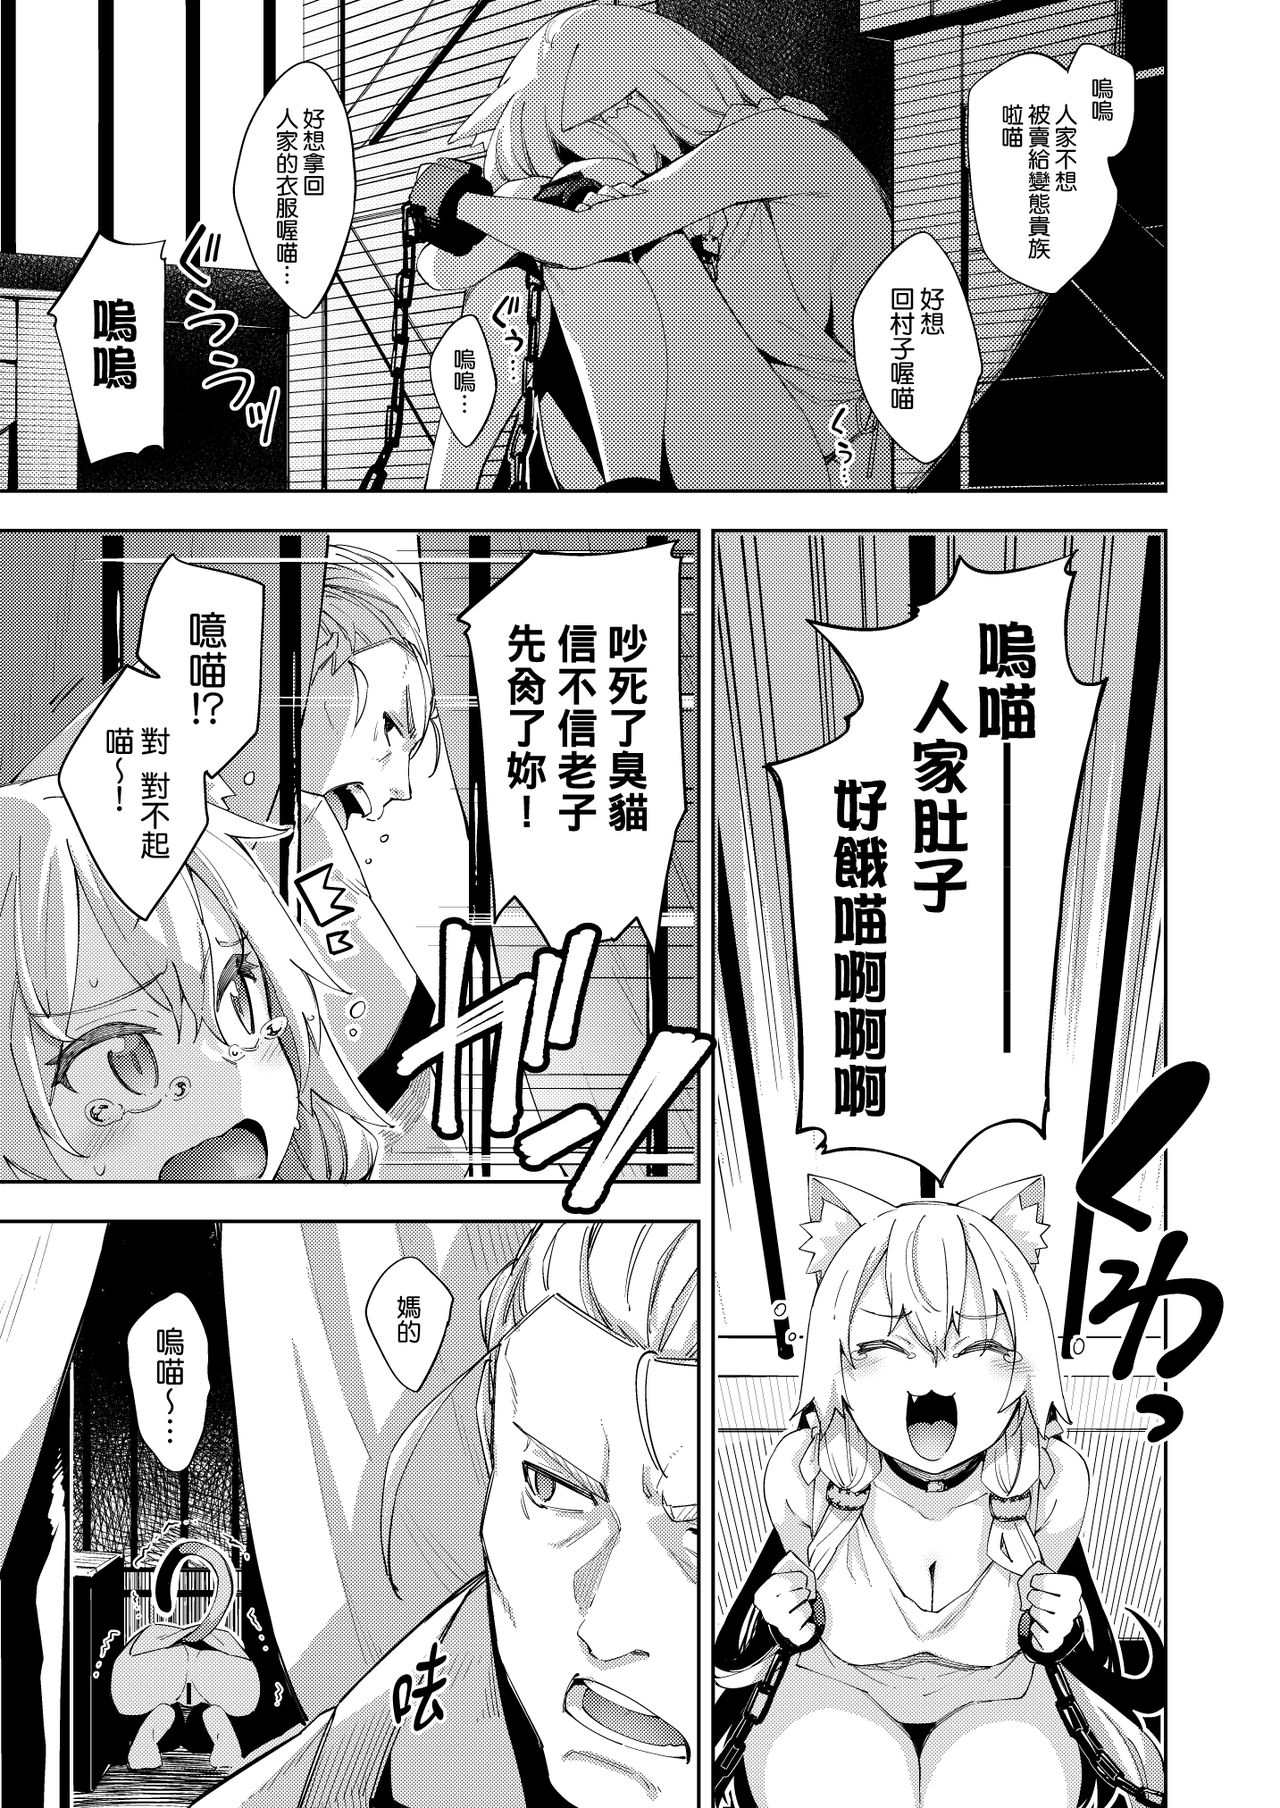 嗚嗚
人家不想
被賣給變態貴族
啦喵
好想
回村子喔喵
くぅ…
ぐぅ…
嗚嗚…
好想拿回
人家的衣服喔喵…
ぐぅぅぅッ
嗚嗚
嗚喵——
人家肚子
好餓喵啊啊啊
くわっ
吵死了臭貓
信不信老子
先肏了妳！
ガンッ
噫喵!?
對 對不起
喵～！
媽的
呿
嗚喵～…